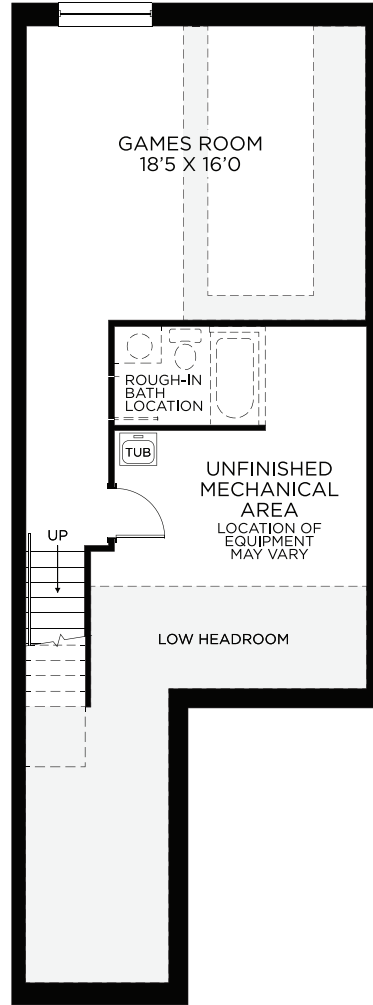 GAMES ROOM
18'5 X 16'0
ROUGH-IN
BATH
LOCATION
TUB
UNFINISHED
MECHANICAL
AREA
LOCATION OF
EQUIPMENT
MAY VARY
UP
LOW HEADROOM